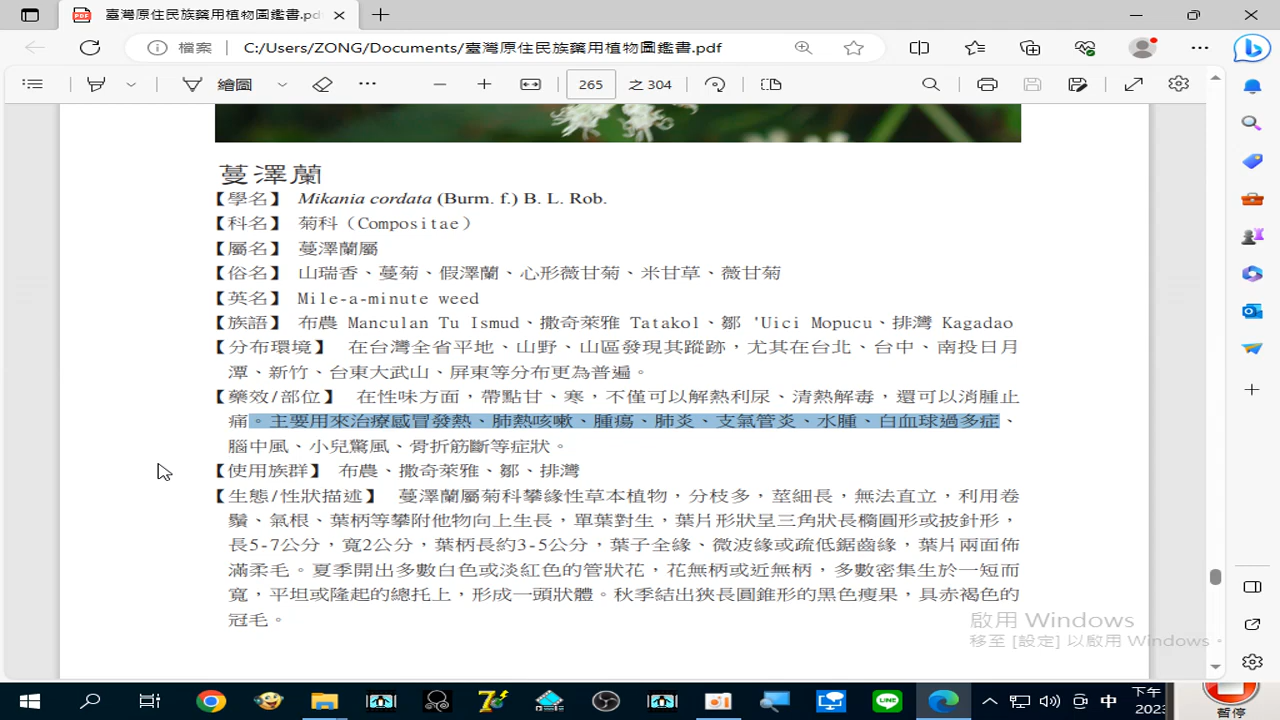 臺灣原住民族藥用植物圖鑑書.pdf
檔案 C:/Users/ZONG/Documents/臺灣原住民族藥用植物圖鑑書.pdf
繪圖 265 之 304
蔓澤蘭
【學名】 Mikania cordata (Burm. f.) B. L. Rob.
【科名】 菊科（Compositae）
【屬名】 蔓澤蘭屬
【俗名】 山瑞香、蔓菊、假澤蘭、心形薇甘菊、米甘草、薇甘菊
【英名】 Mile-a-minute weed
【族語】 布農 Manculan Tu Ismud、撒奇萊雅 Tatakol、鄒 'Uici Mopucu、排灣 Kagadao
【分布環境】 在台灣全省平地、山野、山區發現其蹤跡，尤其在台北、台中、南投日月
潭、新竹、台東大武山、屏東等分布更為普遍。
【藥效/部位】 在性味方面，帶點甘、寒，不僅可以解熱利尿、清熱解毒，還可以消腫止
痛。主要用來治療感冒發熱、肺熱咳嗽、腫瘍、肺炎、支氣管炎、水腫、白血球過多症、
腦中風、小兒驚風、骨折筋斷等症狀。
【使用族群】 布農、撒奇萊雅、鄒、排灣
【生態/性狀描述】 蔓澤蘭屬菊科攀緣性草本植物，分枝多，莖細長，無法直立，利用卷
鬚、氣根、葉柄等攀附他物向上生長，單葉對生，葉片形狀呈三角狀長橢圓形或披針形，
長5-7公分，寬2公分，葉柄長約3-5公分，葉子全緣、微波緣或疏低鋸齒緣，葉片兩面佈
滿柔毛。夏季開出多數白色或淡紅色的管狀花，花無柄或近無柄，多數密集生於一短而
寬，平坦或隆起的總托上，形成一頭狀體。秋季結出狹長圓錐形的黑色瘦果，具赤褐色的
冠毛。
啟用 Windows
移至 [設定] 以啟用 Windows。
中 下午
2023
暫停